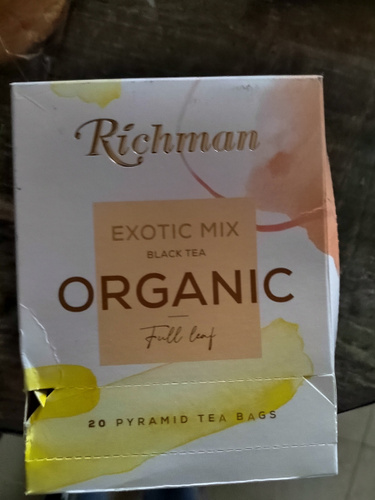 Richman
EXOTIC MIX
BLACK TEA
ORGANIC
Full leaf
20 PYRAMID TEA BAGS